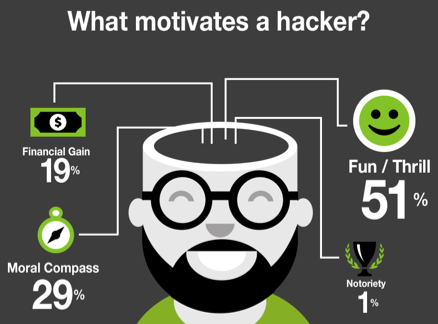 What motivates a hacker?
$
Financial Gain
19%
Fun / Thrill
51%
Moral Compass
29%
Notoriety
1%